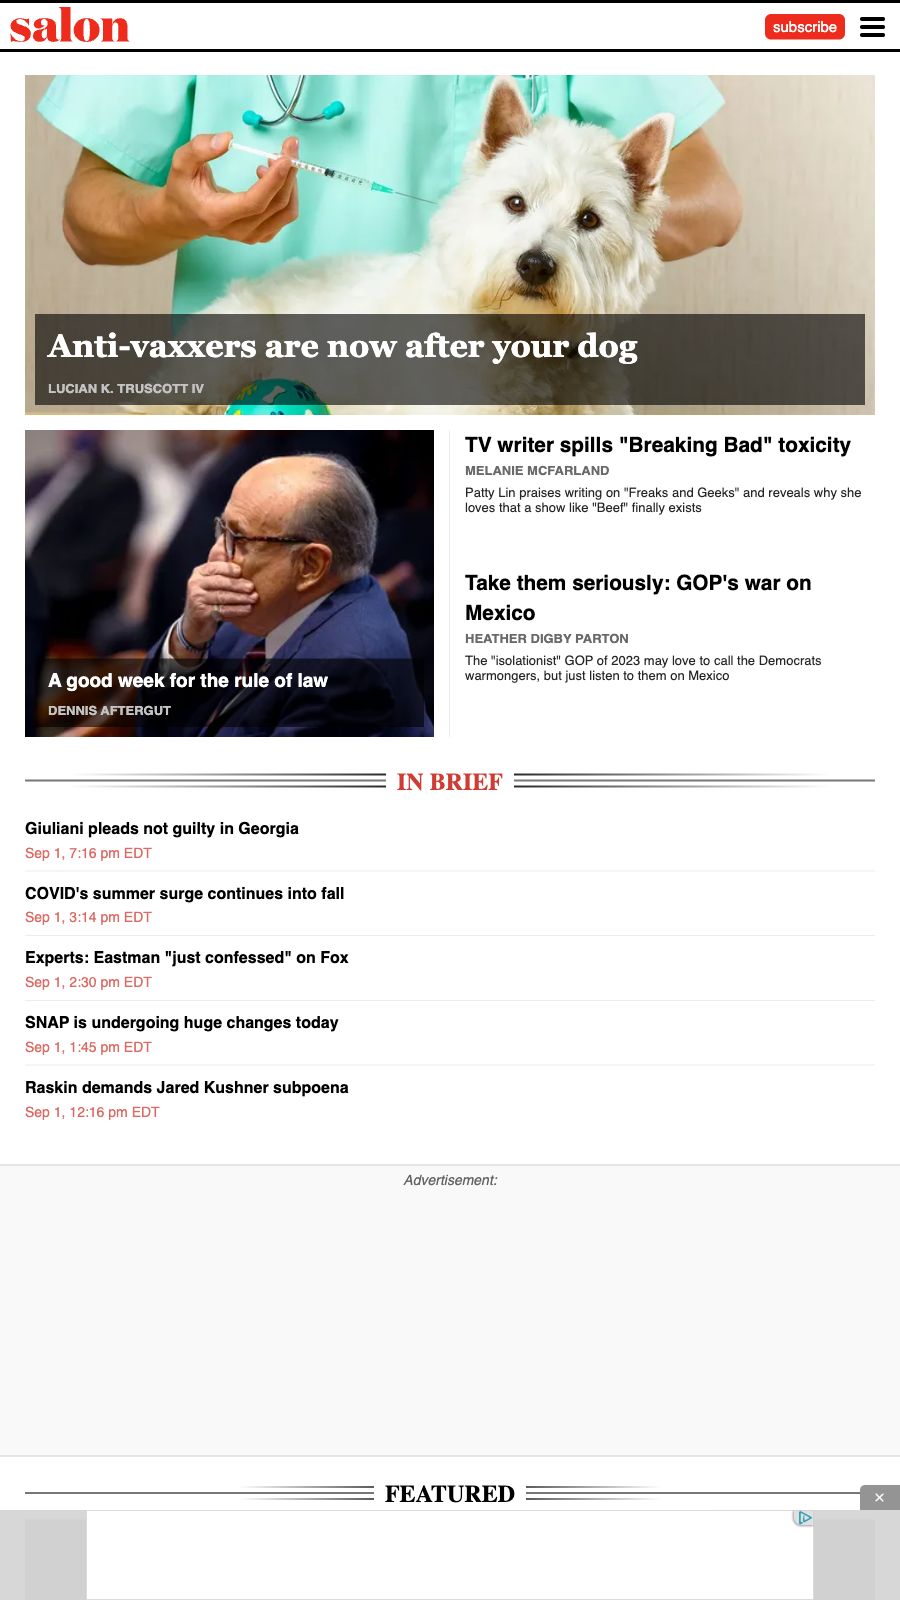 salon
subscribe
Anti-vaxxers are now after your dog
LUCIAN K. TRUSCOTT IV
A good week for the rule of law
DENNIS AFTERGUT
TV writer spills "Breaking Bad" toxicity
MELANIE MCFARLAND
Patty Lin praises writing on "Freaks and Geeks" and reveals why she
loves that a show like "Beef" finally exists
Take them seriously: GOP's war on
Mexico
HEATHER DIGBY PARTON
The "isolationist" GOP of 2023 may love to call the Democrats
warmongers, but just listen to them on Mexico
IN BRIEF
Giuliani pleads not guilty in Georgia
Sep 1, 7:16 pm EDT
COVID's summer surge continues into fall
Sep 1, 3:14 pm EDT
Experts: Eastman "just confessed" on Fox
Sep 1, 2:30 pm EDT
SNAP is undergoing huge changes today
Sep 1, 1:45 pm EDT
Raskin demands Jared Kushner subpoena
Sep 1, 12:16 pm EDT
Advertisement:
FEATURED